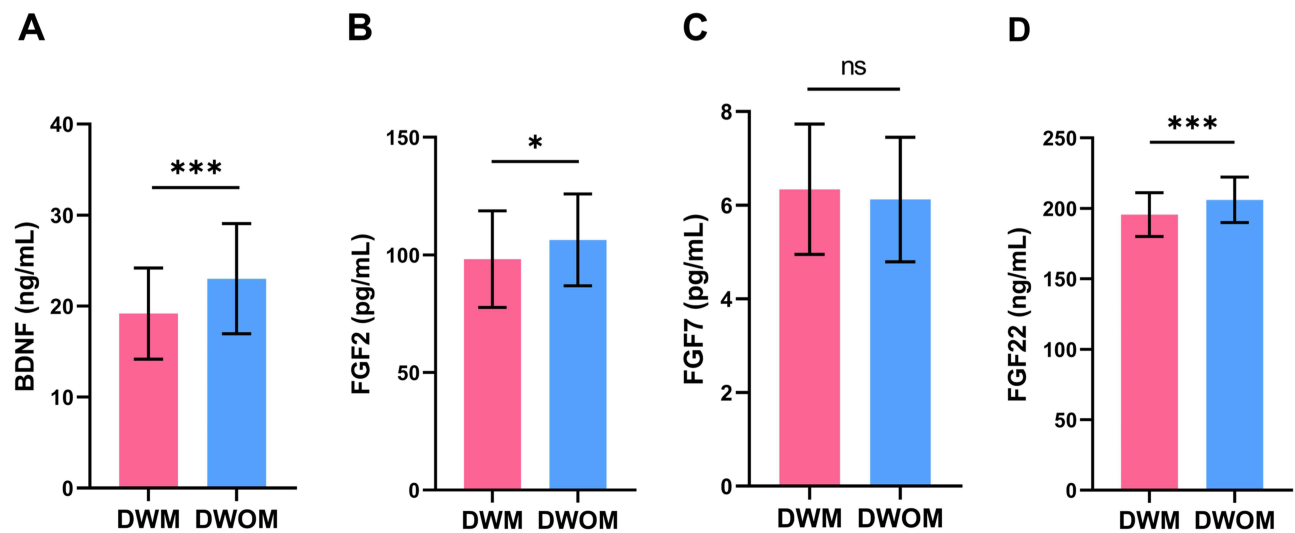 A
BDNF (ng/mL)
40
30
20
10
0
***
DWM DWOM
B
FGF2 (pg/mL)
150
100
50
0
*
DWM DWOM
C
FGF7 (pg/mL)
8
6
4
2
0
ns
DWM DWOM
D
FGF22 (ng/mL)
250
200
150
100
50
0
***
DWM DWOM